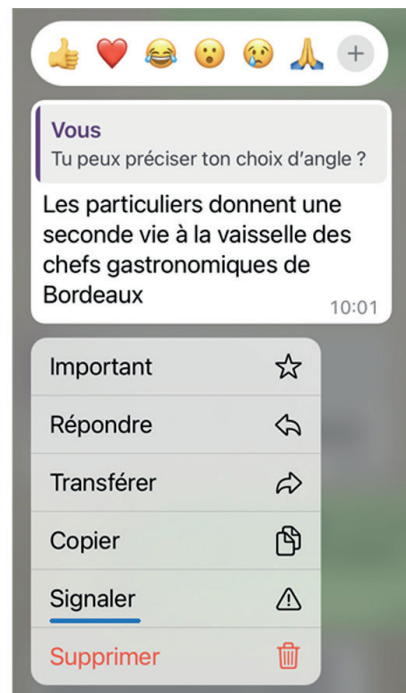 Vous
Tu peux préciser ton choix d’angle ?
Les particuliers donnent une
seconde vie à la vaisselle des
chefs gastronomiques de
Bordeaux
10:01
Important
Répondre
Transférer
Copier
Signaler
Supprimer